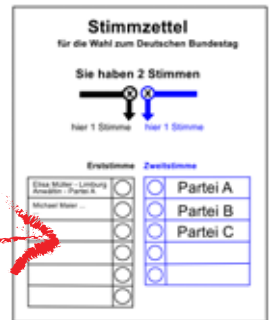 Stimmzettel
für die Wahl zum Deutschen Bundestag
Sie haben 2 Stimmen
X X
hier 1 Stimme hier 1 Stimme
Erststimme Zweitstimme
Elisa Müller - Limburg
Anwältin - Partei A
Michael Maier ...
Partei A
Partei B
Partei C